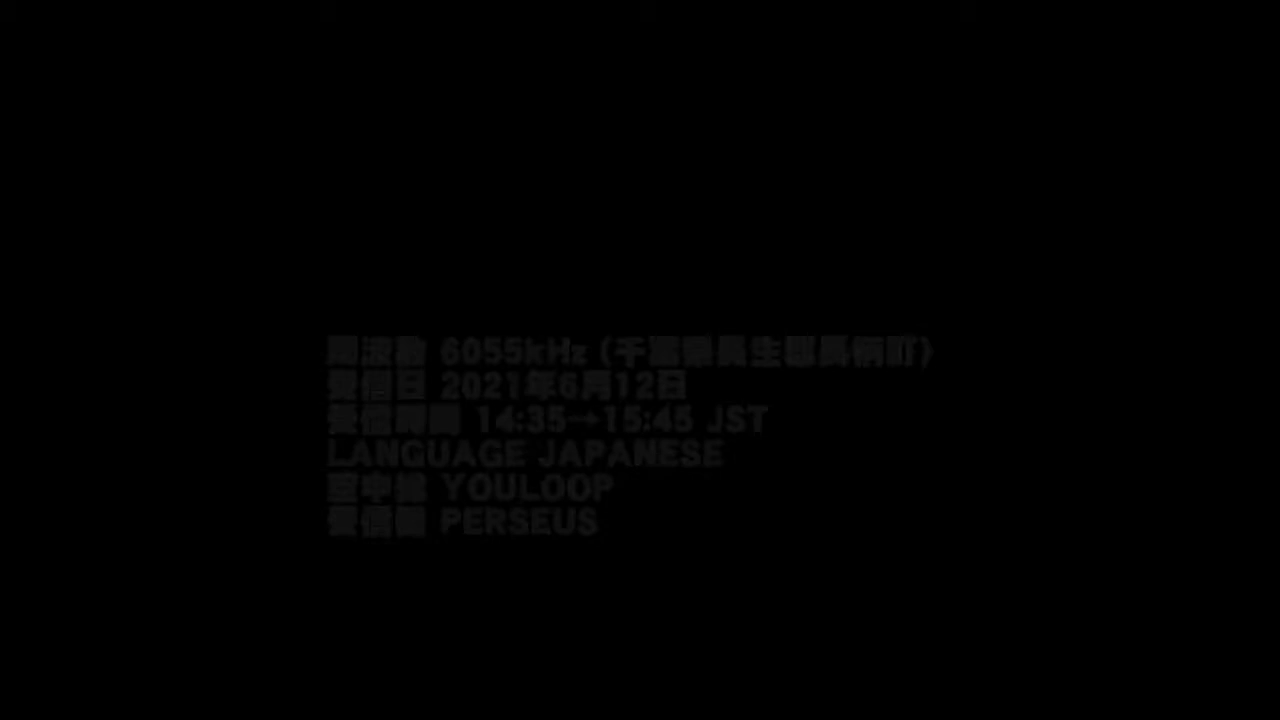 周波数 6055kHz (千葉県長生郡長柄町)
受信日 2021年6月12日
受信時間 14:35→15:45 JST
LANGUAGE JAPANESE
空中線 YOULOOP
受信機 PERSEUS